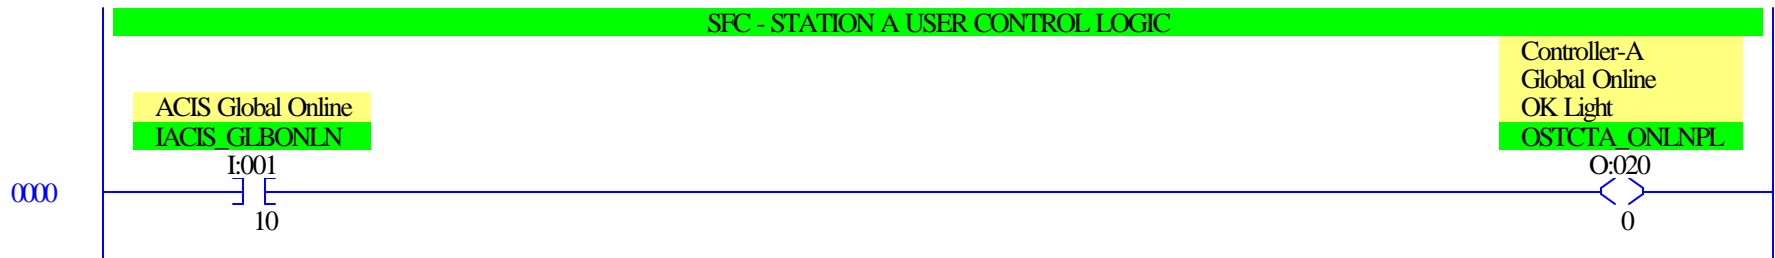 SFC - STATION A USER CONTROL LOGIC
Controller-A
Global Online
OK Light
ACIS Global Online
IACIS_GLBONLN
OSTCTA_ONLNPL
I:001
O:020
0000
10
0